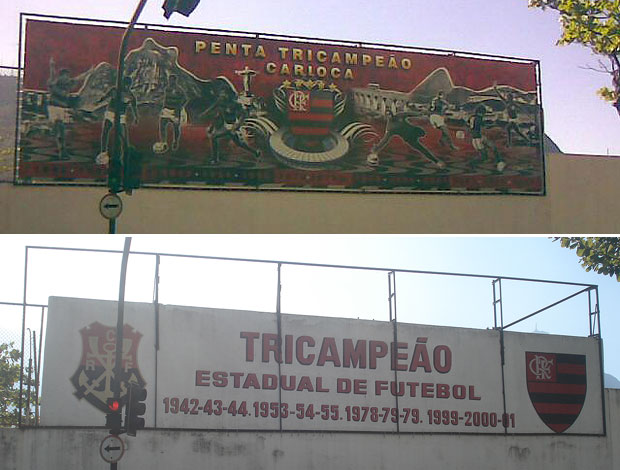 PENTA TRICAMPEÃO
CARIOCA
TRICAMPEÃO
ESTADUAL DE FUTEBOL
1942-43-44.1953-54-55.1978-79-79. 1999-2000-01